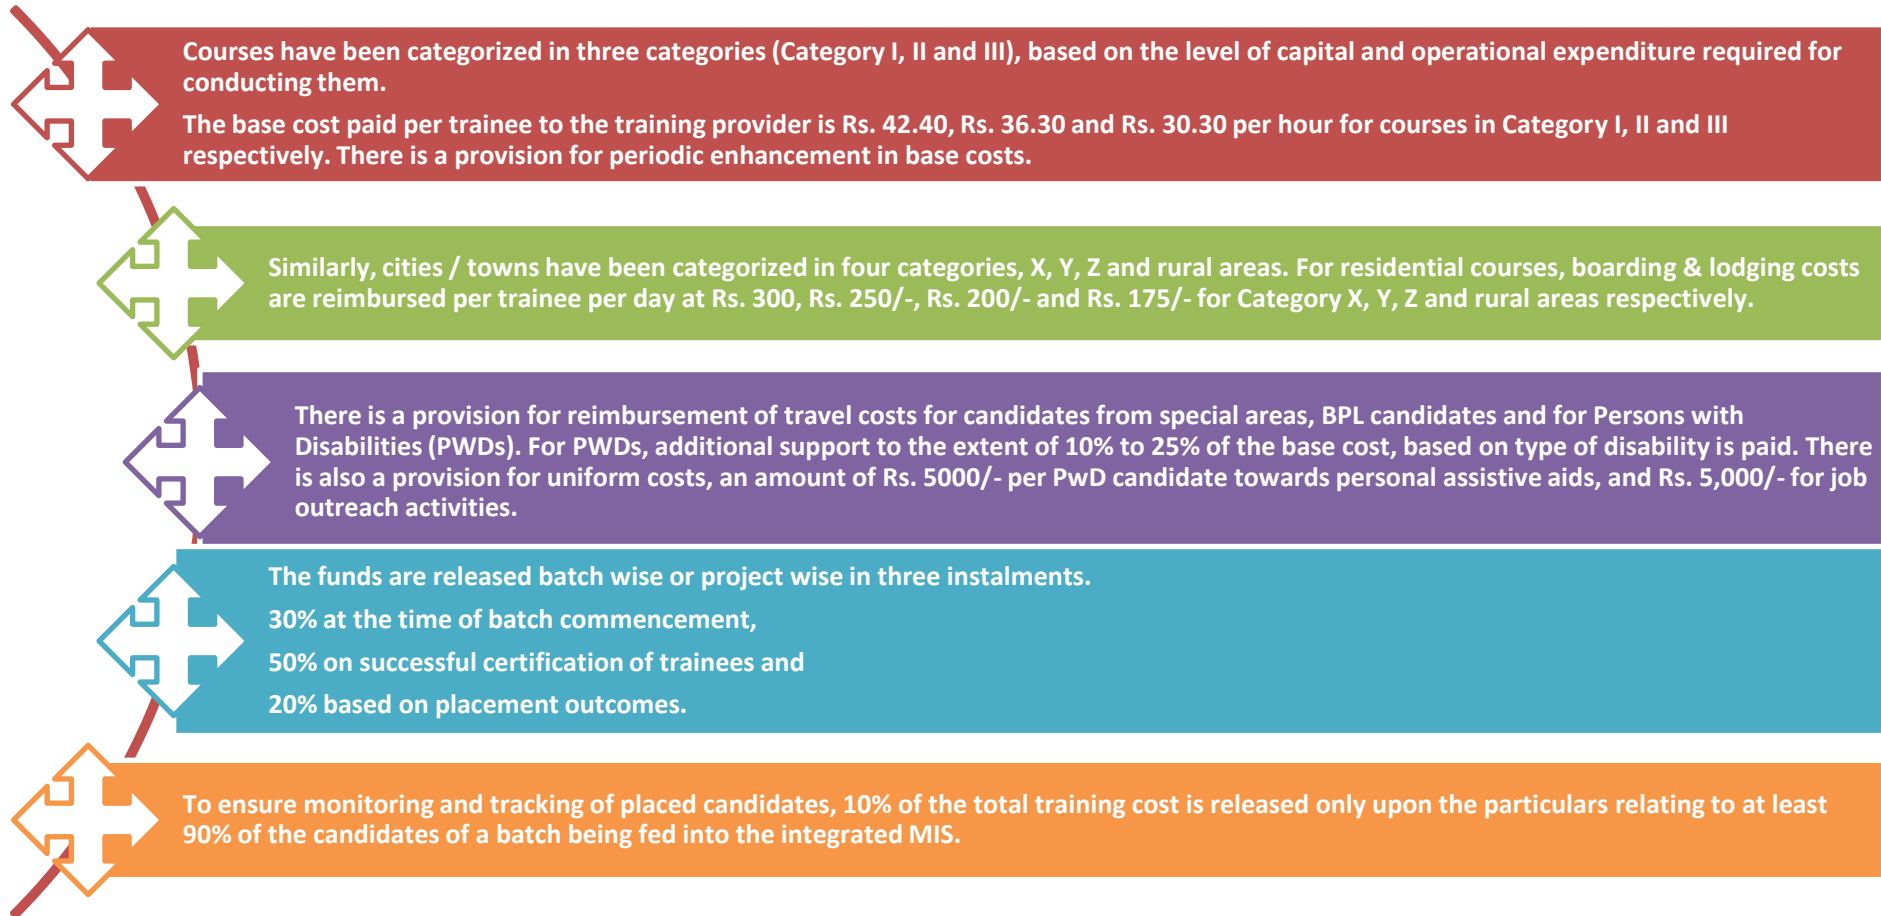 Courses have been categorized in three categories (Category I, II and III), based on the level of capital and operational expenditure required for
conducting them.
The base cost paid per trainee to the training provider is Rs. 42.40, Rs. 36.30 and Rs. 30.30 per hour for courses in Category I, II and III
respectively. There is a provision for periodic enhancement in base costs.
Similarly, cities / towns have been categorized in four categories, X, Y, Z and rural areas. For residential courses, boarding & lodging costs
are reimbursed per trainee per day at Rs. 300, Rs. 250/-, Rs. 200/- and Rs. 175/- for Category X, Y, Z and rural areas respectively.
There is a provision for reimbursement of travel costs for candidates from special areas, BPL candidates and for Persons with
Disabilities (PWDs). For PWDs, additional support to the extent of 10% to 25% of the base cost, based on type of disability is paid. There
is also a provision for uniform costs, an amount of Rs. 5000/- per PwD candidate towards personal assistive aids, and Rs. 5,000/- for job
outreach activities.
The funds are released batch wise or project wise in three instalments.
30% at the time of batch commencement,
50% on successful certification of trainees and
20% based on placement outcomes.
To ensure monitoring and tracking of placed candidates, 10% of the total training cost is released only upon the particulars relating to at least
90% of the candidates of a batch being fed into the integrated MIS.